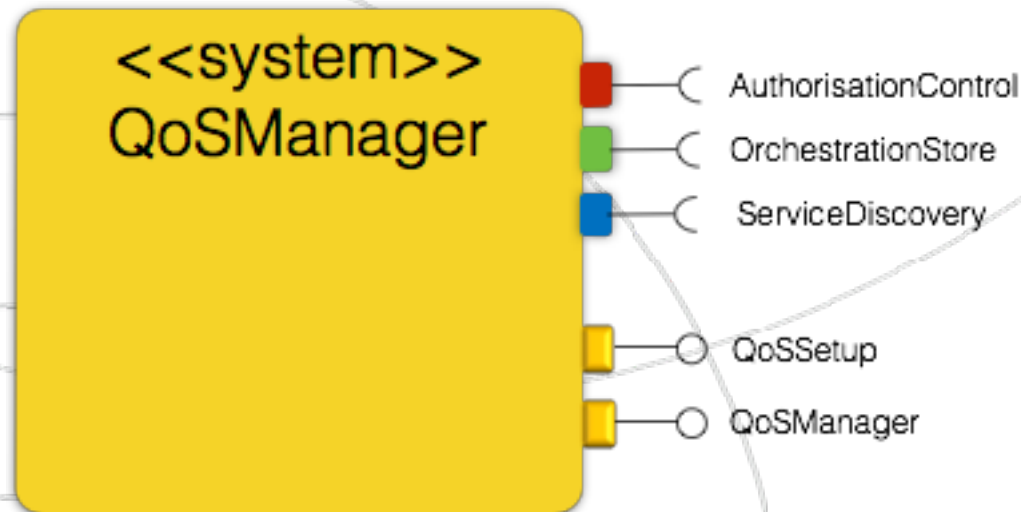 <<system>>
QoSManager
AuthorisationControl
OrchestrationStore
ServiceDiscovery
QoSSetup
QoSManager